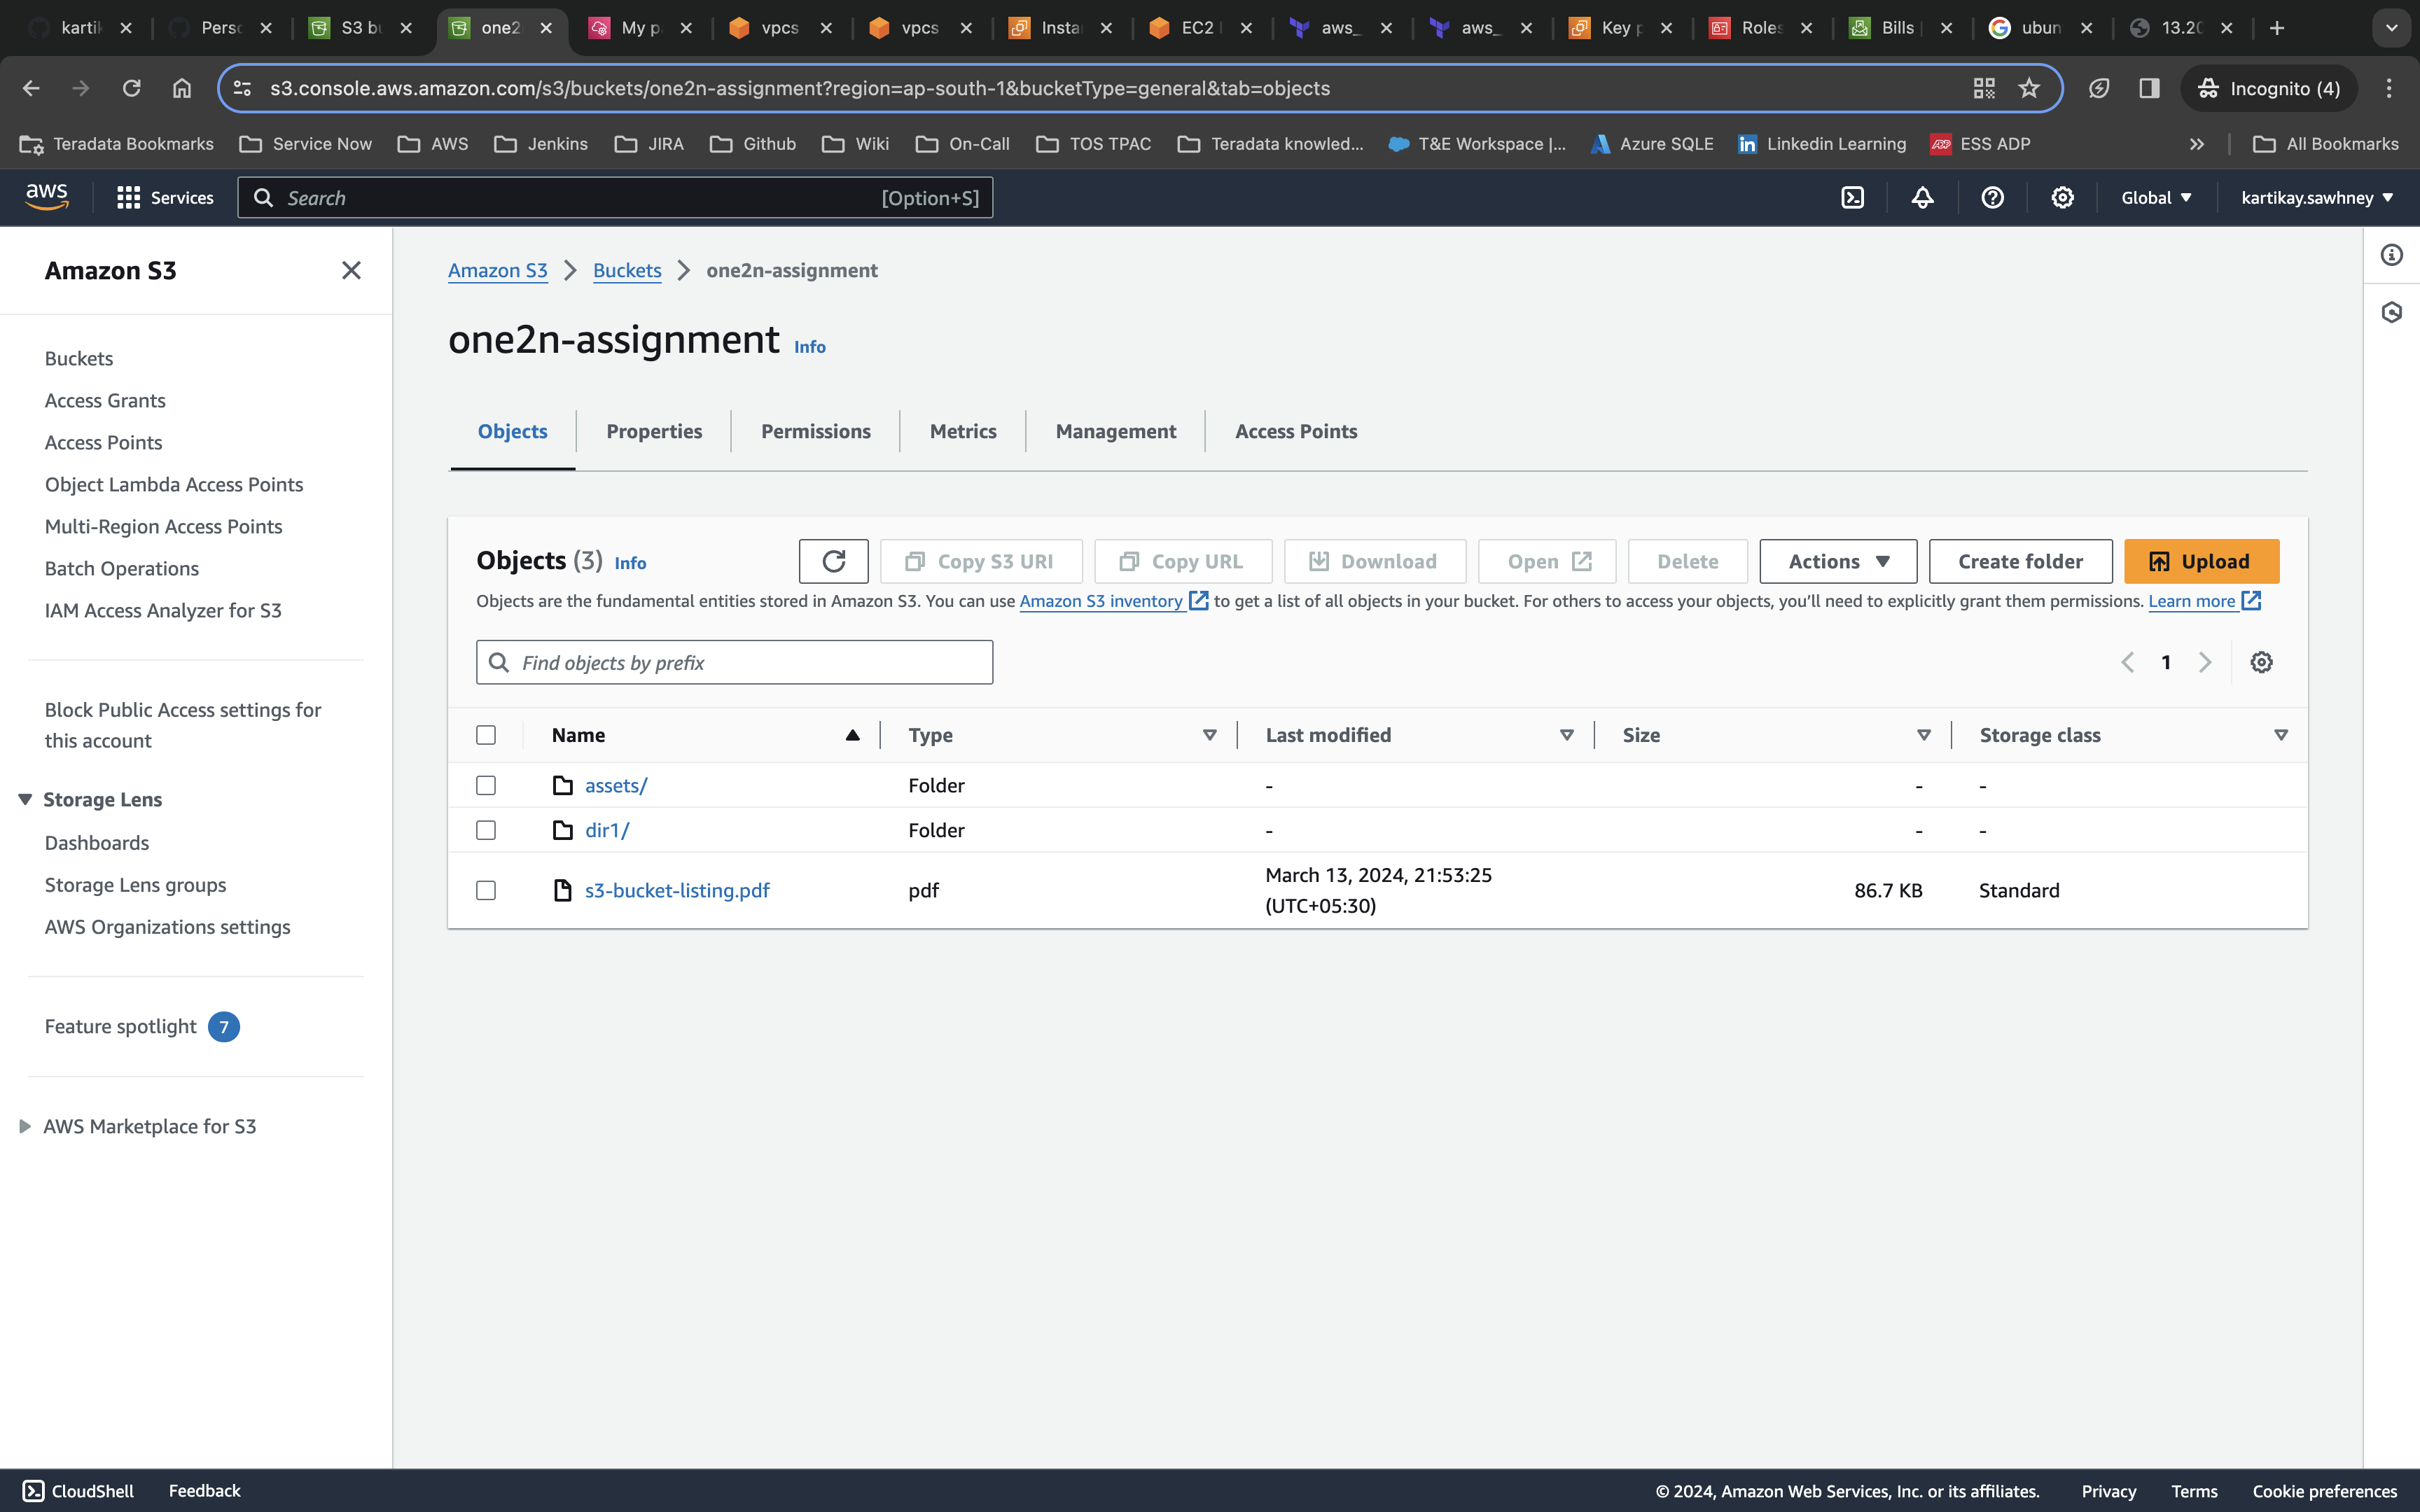 kartik
Perso
S3 bu
one2
My p
vpcs
vpcs
Insta
EC2
aws_
aws_
Key p
Roles
Bills
ubun
13.20
s3.console.aws.amazon.com/s3/buckets/one2n-assignment?region=ap-south-1&bucketType=general&tab=objects
Incognito (4)
Teradata Bookmarks
Service Now
AWS
Jenkins
JIRA
Github
Wiki
On-Call
TOS TPAC
Teradata knowled...
T&E Workspace |...
Azure SQLE
Linkedin Learning
ESS ADP
All Bookmarks
aws
Services
Search
[Option+S]
Global
kartikay.sawhney
Amazon S3
Buckets
Access Grants
Access Points
Object Lambda Access Points
Multi-Region Access Points
Batch Operations
IAM Access Analyzer for S3
Block Public Access settings for
this account
Storage Lens
Dashboards
Storage Lens groups
AWS Organizations settings
Feature spotlight 7
AWS Marketplace for S3
Amazon S3 > Buckets > one2n-assignment
one2n-assignment Info
Objects
Properties
Permissions
Metrics
Management
Access Points
Objects (3) Info
Copy S3 URI
Copy URL
Download
Open
Delete
Actions
Create folder
Upload
Objects are the fundamental entities stored in Amazon S3. You can use Amazon S3 inventory to get a list of all objects in your bucket. For others to access your objects, you'll need to explicitly grant them permissions. Learn more
Find objects by prefix
1
Name Type Last modified Size Storage class
assets/ Folder - - -
dir1/ Folder - - -
s3-bucket-listing.pdf pdf March 13, 2024, 21:53:25 (UTC+05:30) 86.7 KB Standard
CloudShell
Feedback
© 2024, Amazon Web Services, Inc. or its affiliates.
Privacy
Terms
Cookie preferences